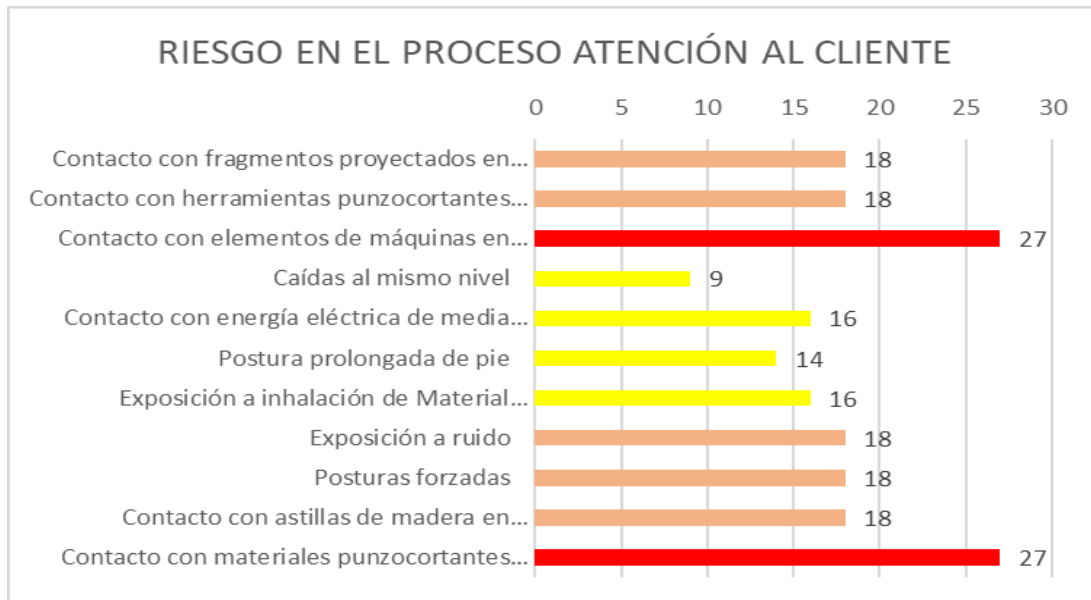 RIESGO EN EL PROCESO ATENCIÓN AL CLIENTE
0 5 10 15 20 25 30
Contacto con fragmentos proyectados en... 18
Contacto con herramientas punzocortantes... 18
Contacto con elementos de máquinas en... 27
Caídas al mismo nivel 9
Contacto con energía eléctrica de media... 16
Postura prolongada de pie 14
Exposición a inhalación de Material... 16
Exposición a ruido 18
Posturas forzadas 18
Contacto con astillas de madera en... 18
Contacto con materiales punzocortantes... 27